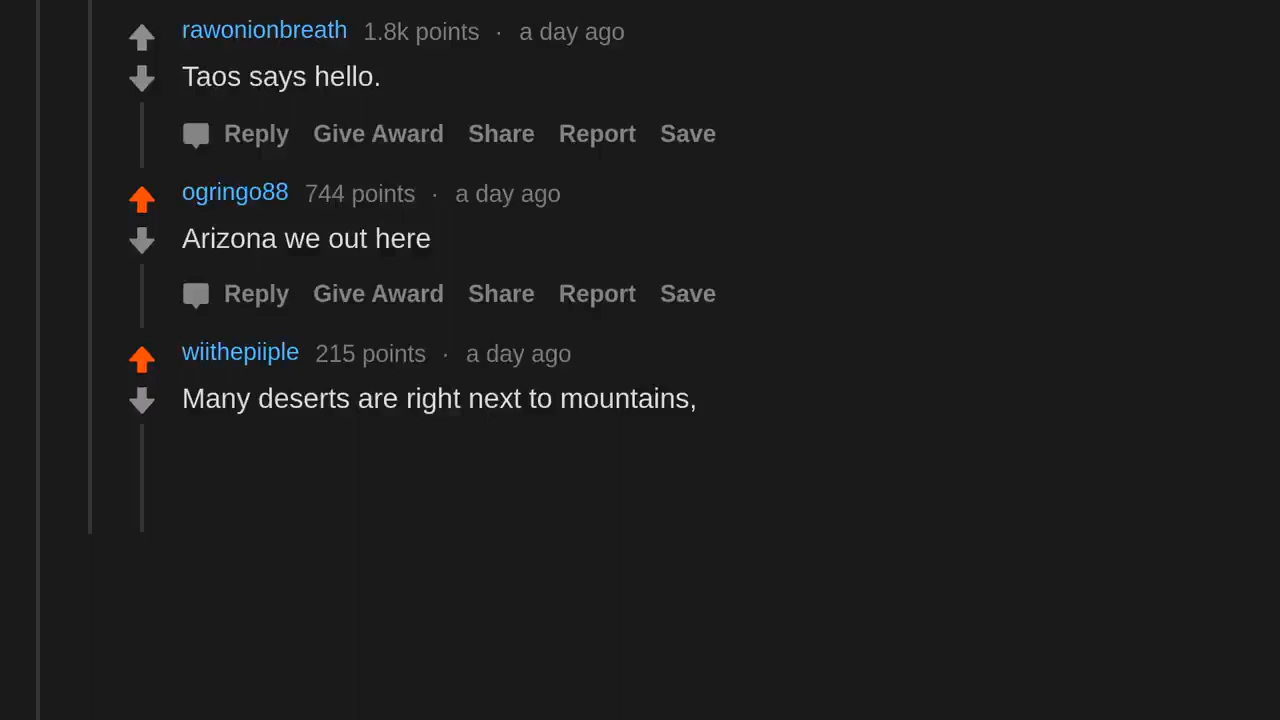 rawonionbreath 1.8k points · a day ago
Taos says hello.
Reply Give Award Share Report Save
ogringo88 744 points · a day ago
Arizona we out here
Reply Give Award Share Report Save
wiithepiiple 215 points · a day ago
Many deserts are right next to mountains,